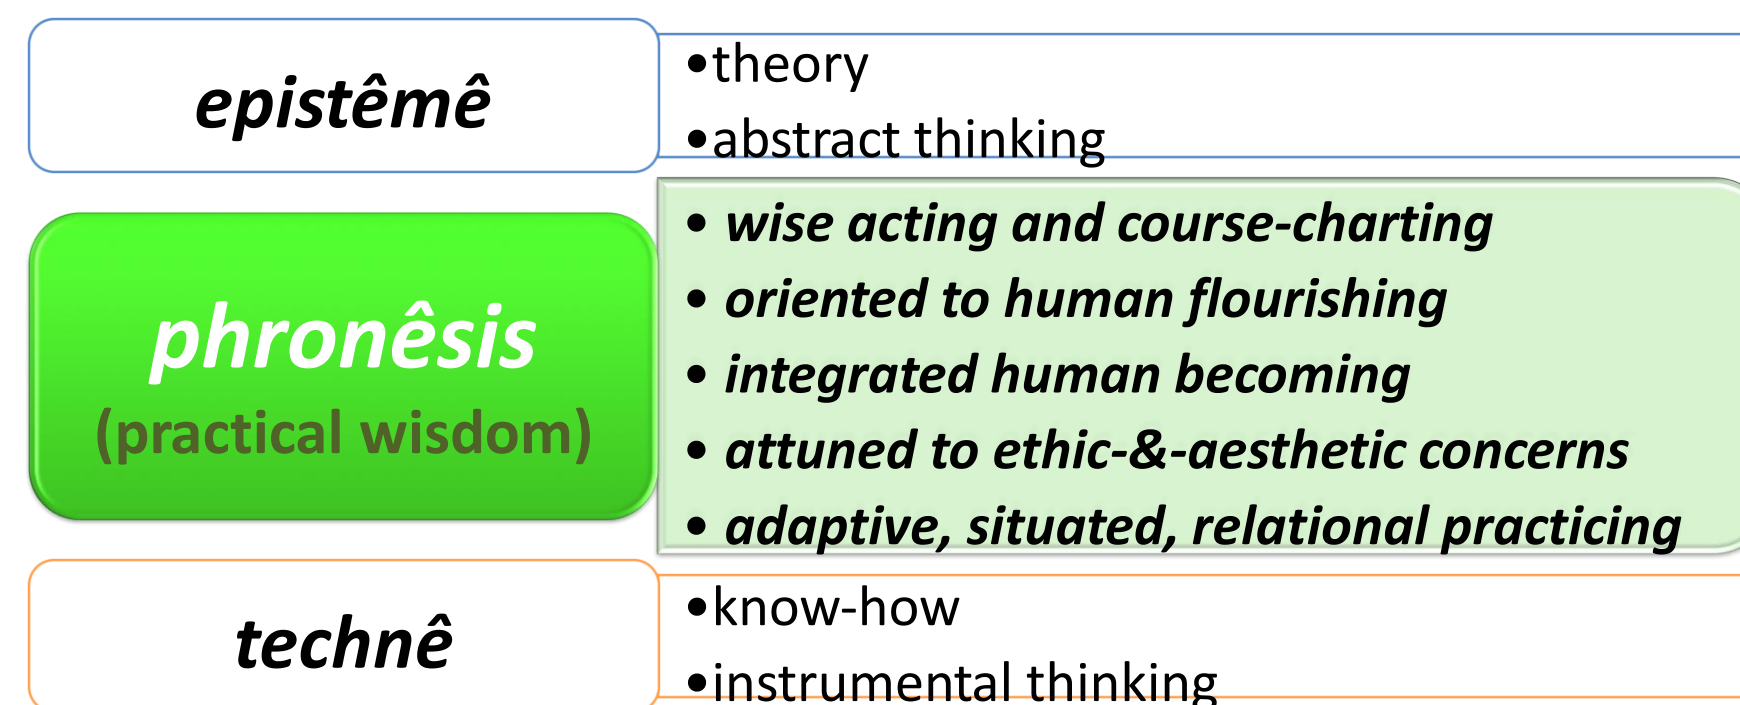 epistêmê
•theory
•abstract thinking
phronêsis
(practical wisdom)
• wise acting and course-charting
• oriented to human flourishing
• integrated human becoming
• attuned to ethic-&-aesthetic concerns
• adaptive, situated, relational practicing
technê
•know-how
•instrumental thinking